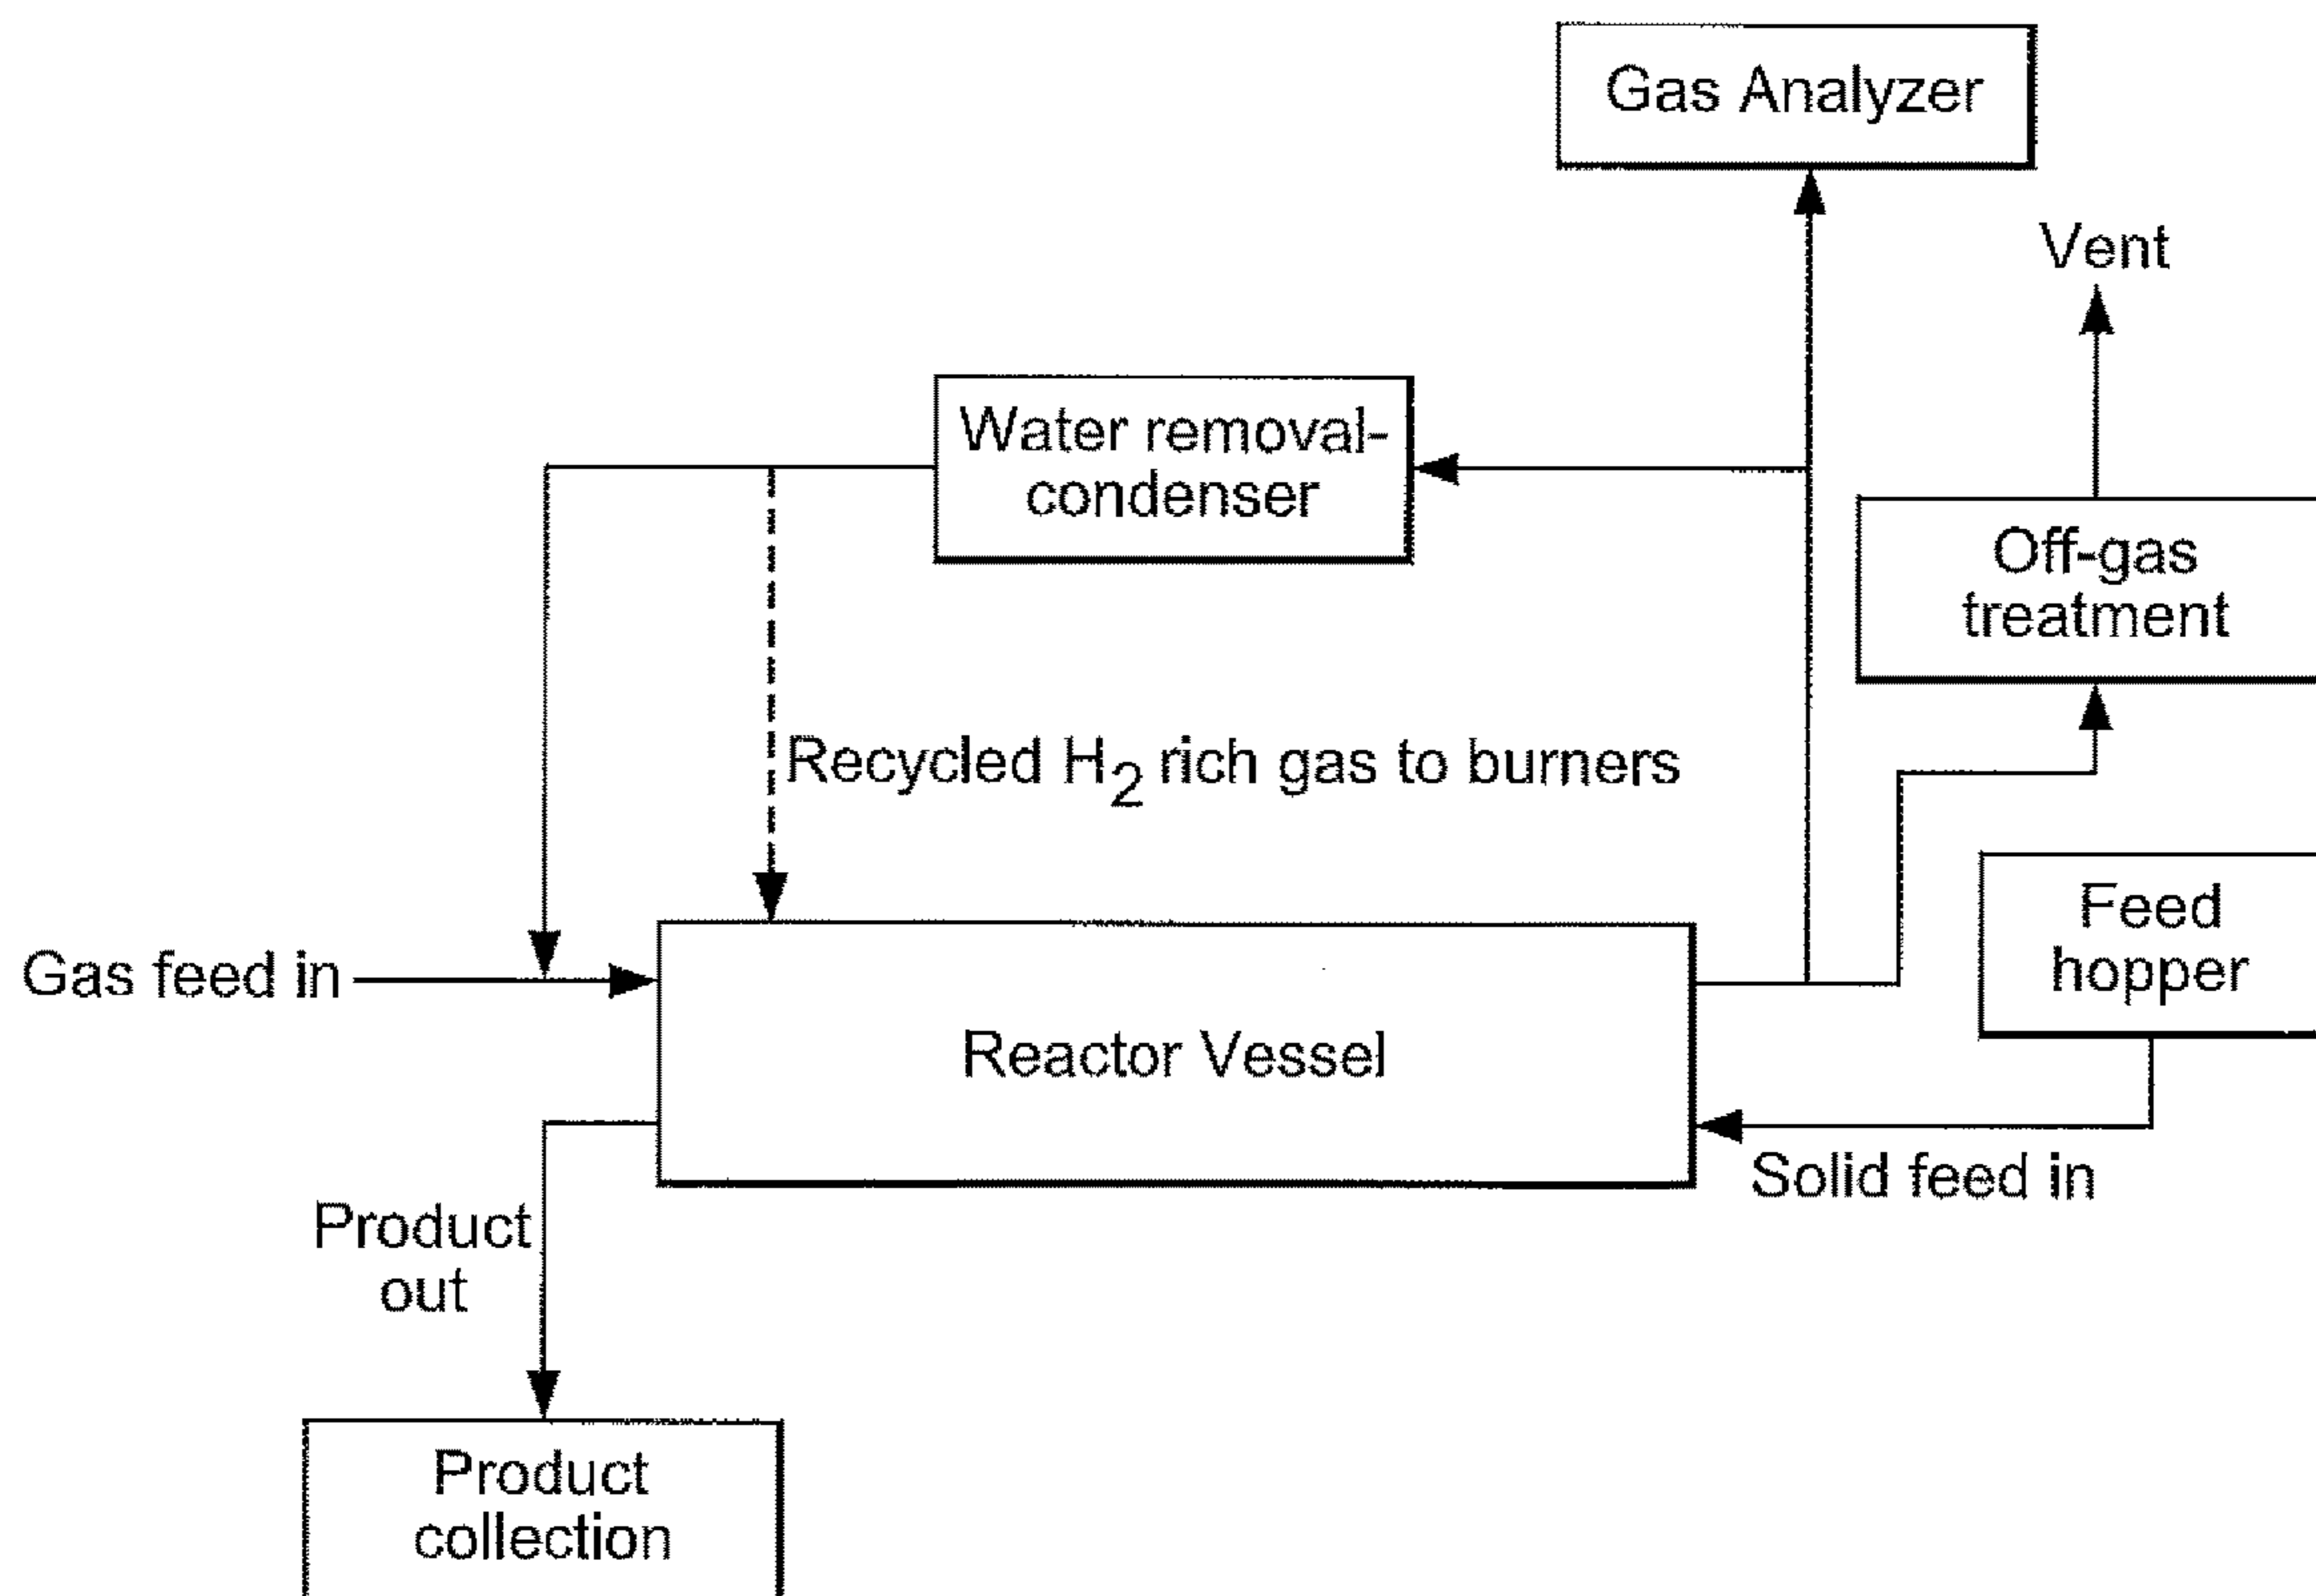 Gas Analyzer
Vent
Water removal-
condenser
Off-gas
treatment
Recycled H2 rich gas to burners
Feed
hopper
Gas feed in
Reactor Vessel
Solid feed in
Product
out
Product
collection